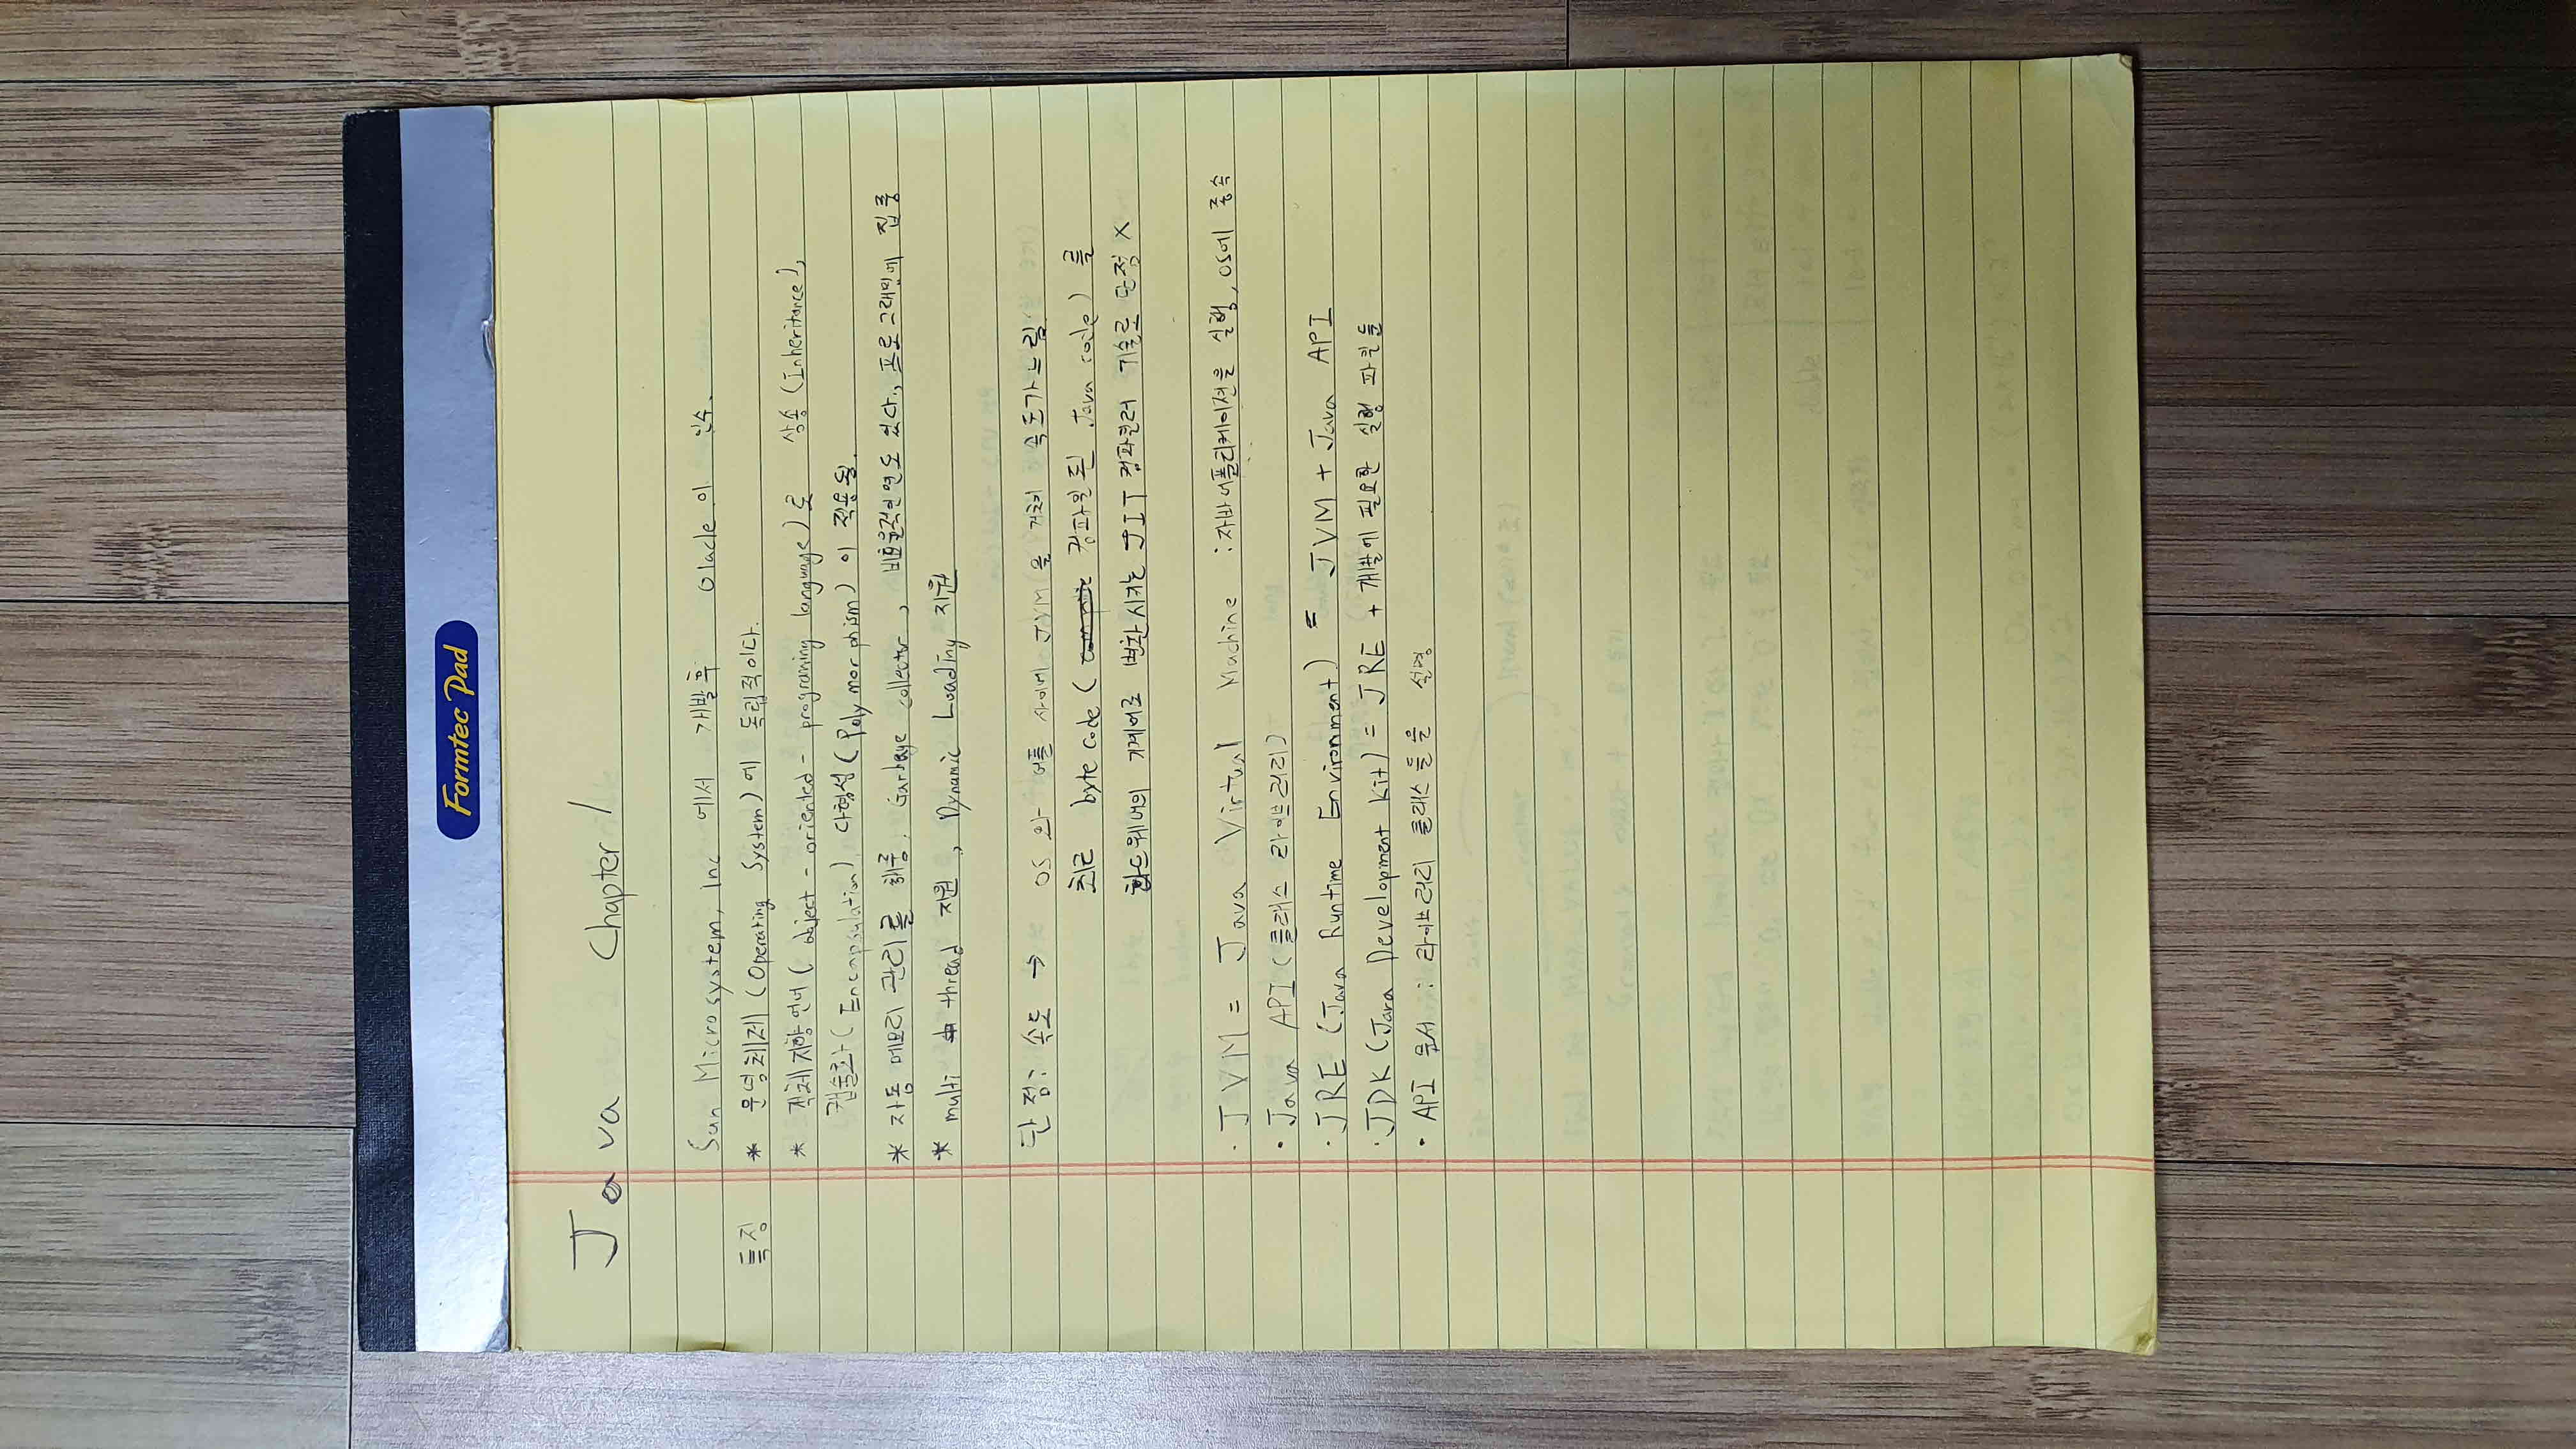 Formtec Pad
Java Chapter 1
Sun Microsystem, Inc 에서 개발후 Olacle 이 인수.
특징 * 운영체제 (Operating System) 에 독립적이다.
* 객체지향언어 ( object - oriented - programing language ) 로 상송 (Inheritance),
캡슐화 ( Encapsulation ), 다형성 ( Poly mor phism ) 이 적용됨.
* 자동 메모리 관리를 해줌. Garbage collector , 비효율적인면도 있다., 프로그래밍에 집중
* multi thread 지원 , Dynamic Loading 지원
단점 : 속도 → OS 와 어플 사이에 JVM 을 거쳐 속도가느림
최근 byte code ( 컴파일된 Java code ) 를
하드웨어의 기계어로 변환시키는 JIT 컴파일러 기술로 단점 X
· JVM = Java Virtual Machine : 자바어플리케이션을 실행, OS에 종속
· Java API ( 클래스 라이브러리 )
· JRE (Java Runtime Environment) = JVM + Java API
· JDK (Java Development Kit) = JRE + 개발에 필요한 실행 파일들
· API 문서 : 라이브러리 클래스들을 설명